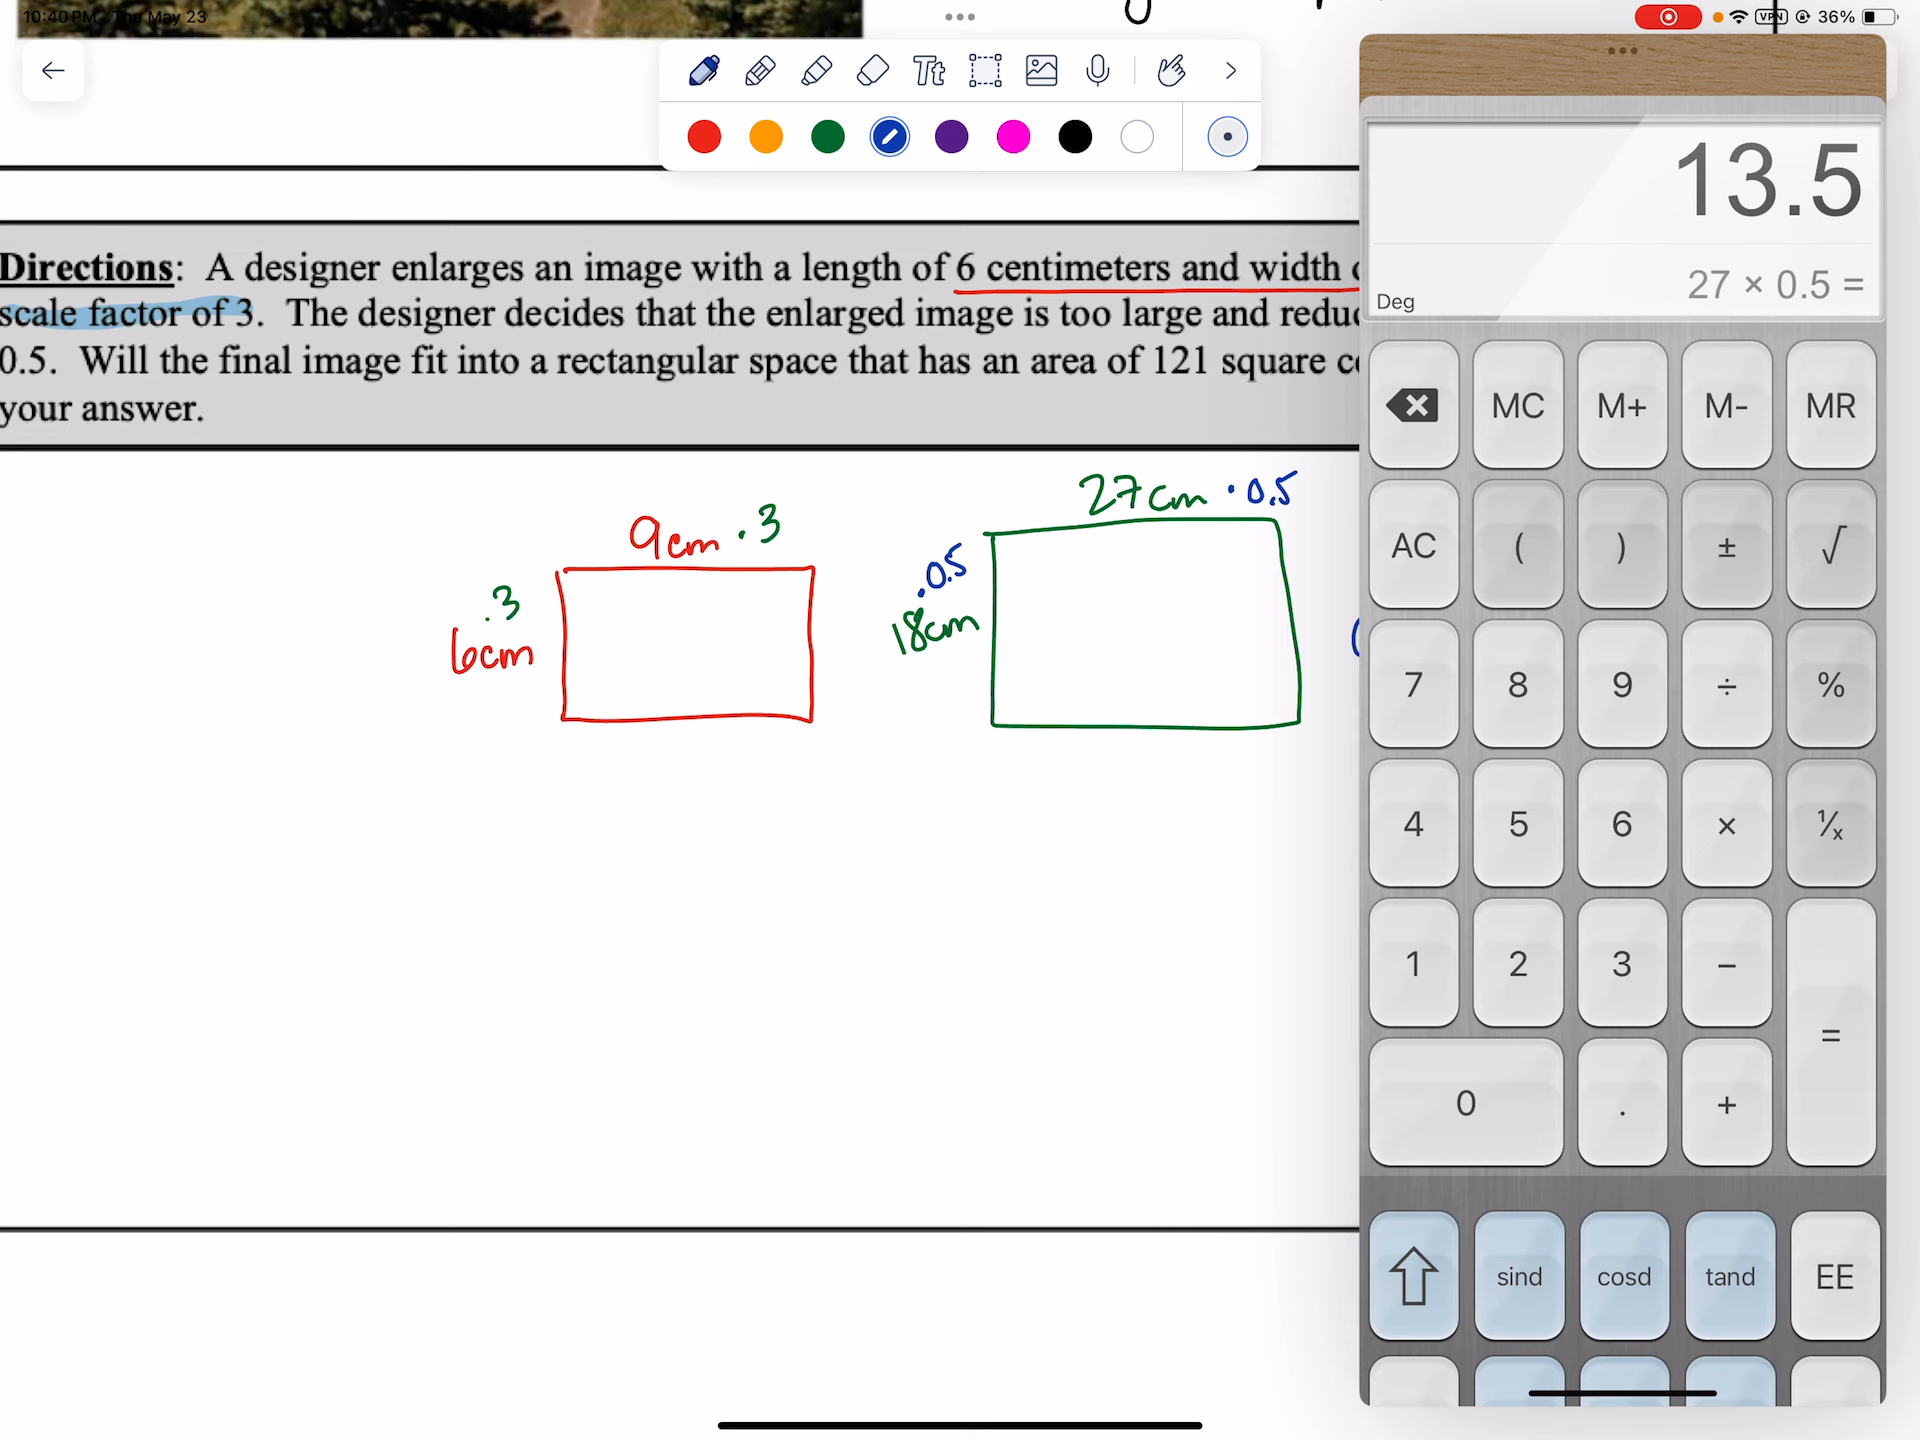 10:40 PM Thu May 23
VPN 36%
Tt
13.5
27 × 0.5 =
Deg
Directions: A designer enlarges an image with a length of 6 centimeters and width
scale factor of 3. The designer decides that the enlarged image is too large and
0.5. Will the final image fit into a rectangular space that has an area of 121 square
your answer.
9cm · 3
.3
6cm
27cm · 0.5
.0.5
18cm
MC M+ M- MR
AC ( ) ± √
7 8 9 ÷ %
4 5 6 × 1/x
1 2 3 −
=
0 . +
sind cosd tand EE